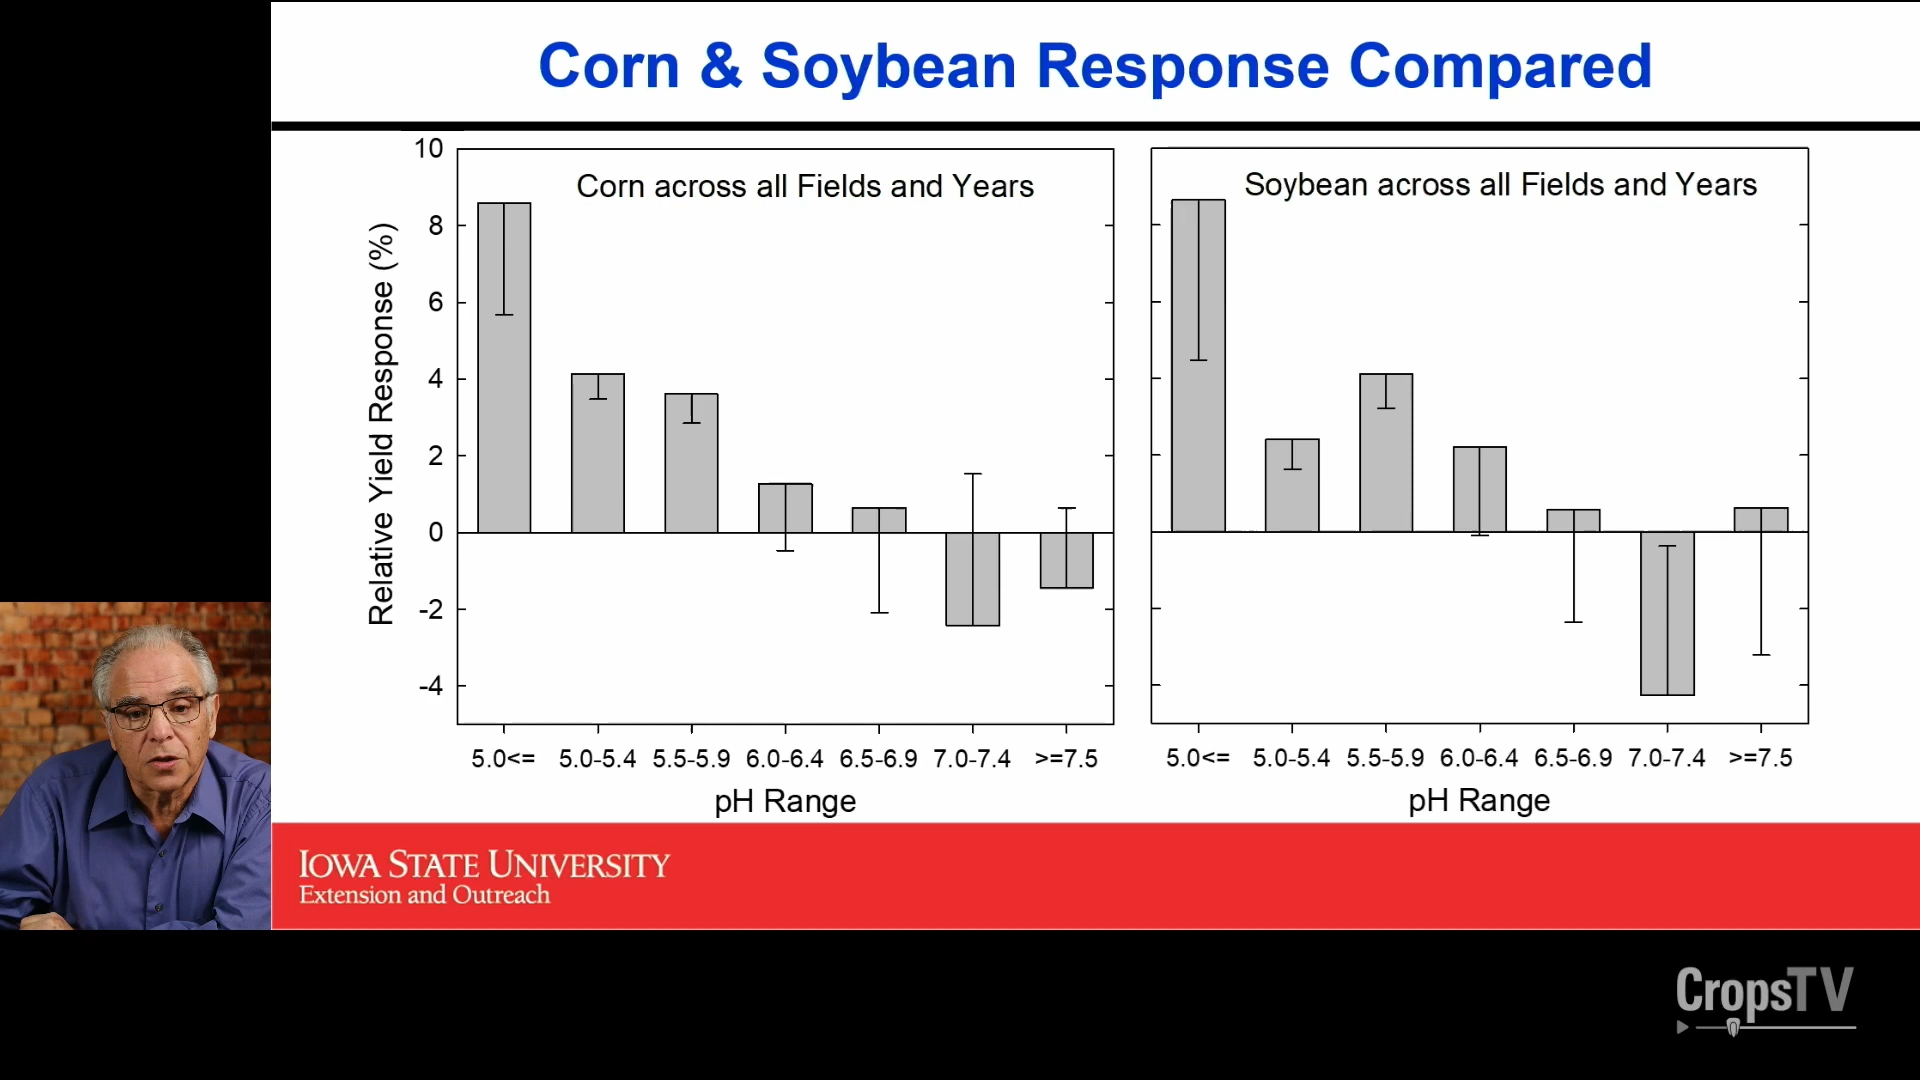 Corn & Soybean Response Compared
Relative Yield Response (%)
10
8
6
4
2
0
-2
-4
Corn across all Fields and Years
5.0<= 5.0-5.4 5.5-5.9 6.0-6.4 6.5-6.9 7.0-7.4 >=7.5
pH Range
Soybean across all Fields and Years
5.0<= 5.0-5.4 5.5-5.9 6.0-6.4 6.5-6.9 7.0-7.4 >=7.5
pH Range
IOWA STATE UNIVERSITY
Extension and Outreach
CropsTV